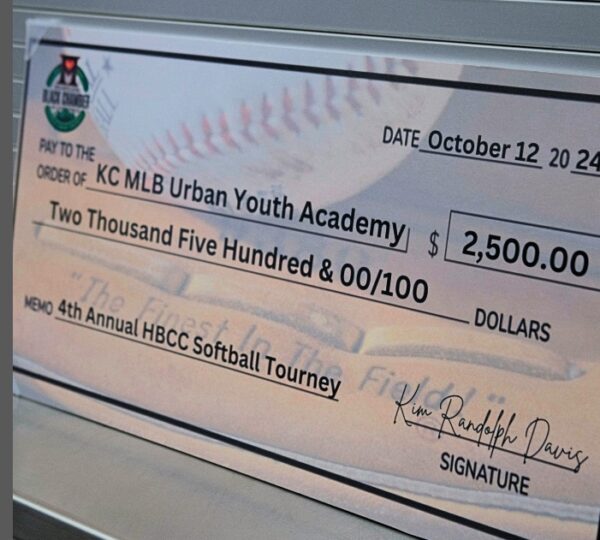 BLACK CHAMBER
DATE October 12 2024
PAY TO THE
ORDER OF KC MLB Urban Youth Academy $ 2,500.00
Two Thousand Five Hundred & 00/100 DOLLARS
"The Finest In The Field!"
MEMO 4th Annual HBCC Softball Tourney
Kim Randolph Davis
SIGNATURE